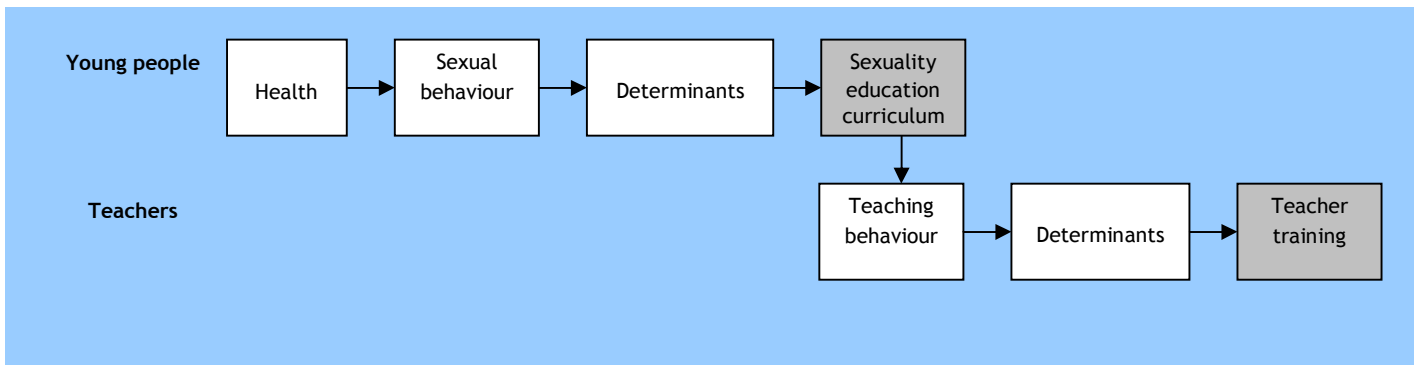 Young people
Health
Sexual
behaviour
Determinants
Sexuality
education
curriculum
Teachers
Teaching
behaviour
Determinants
Teacher
training